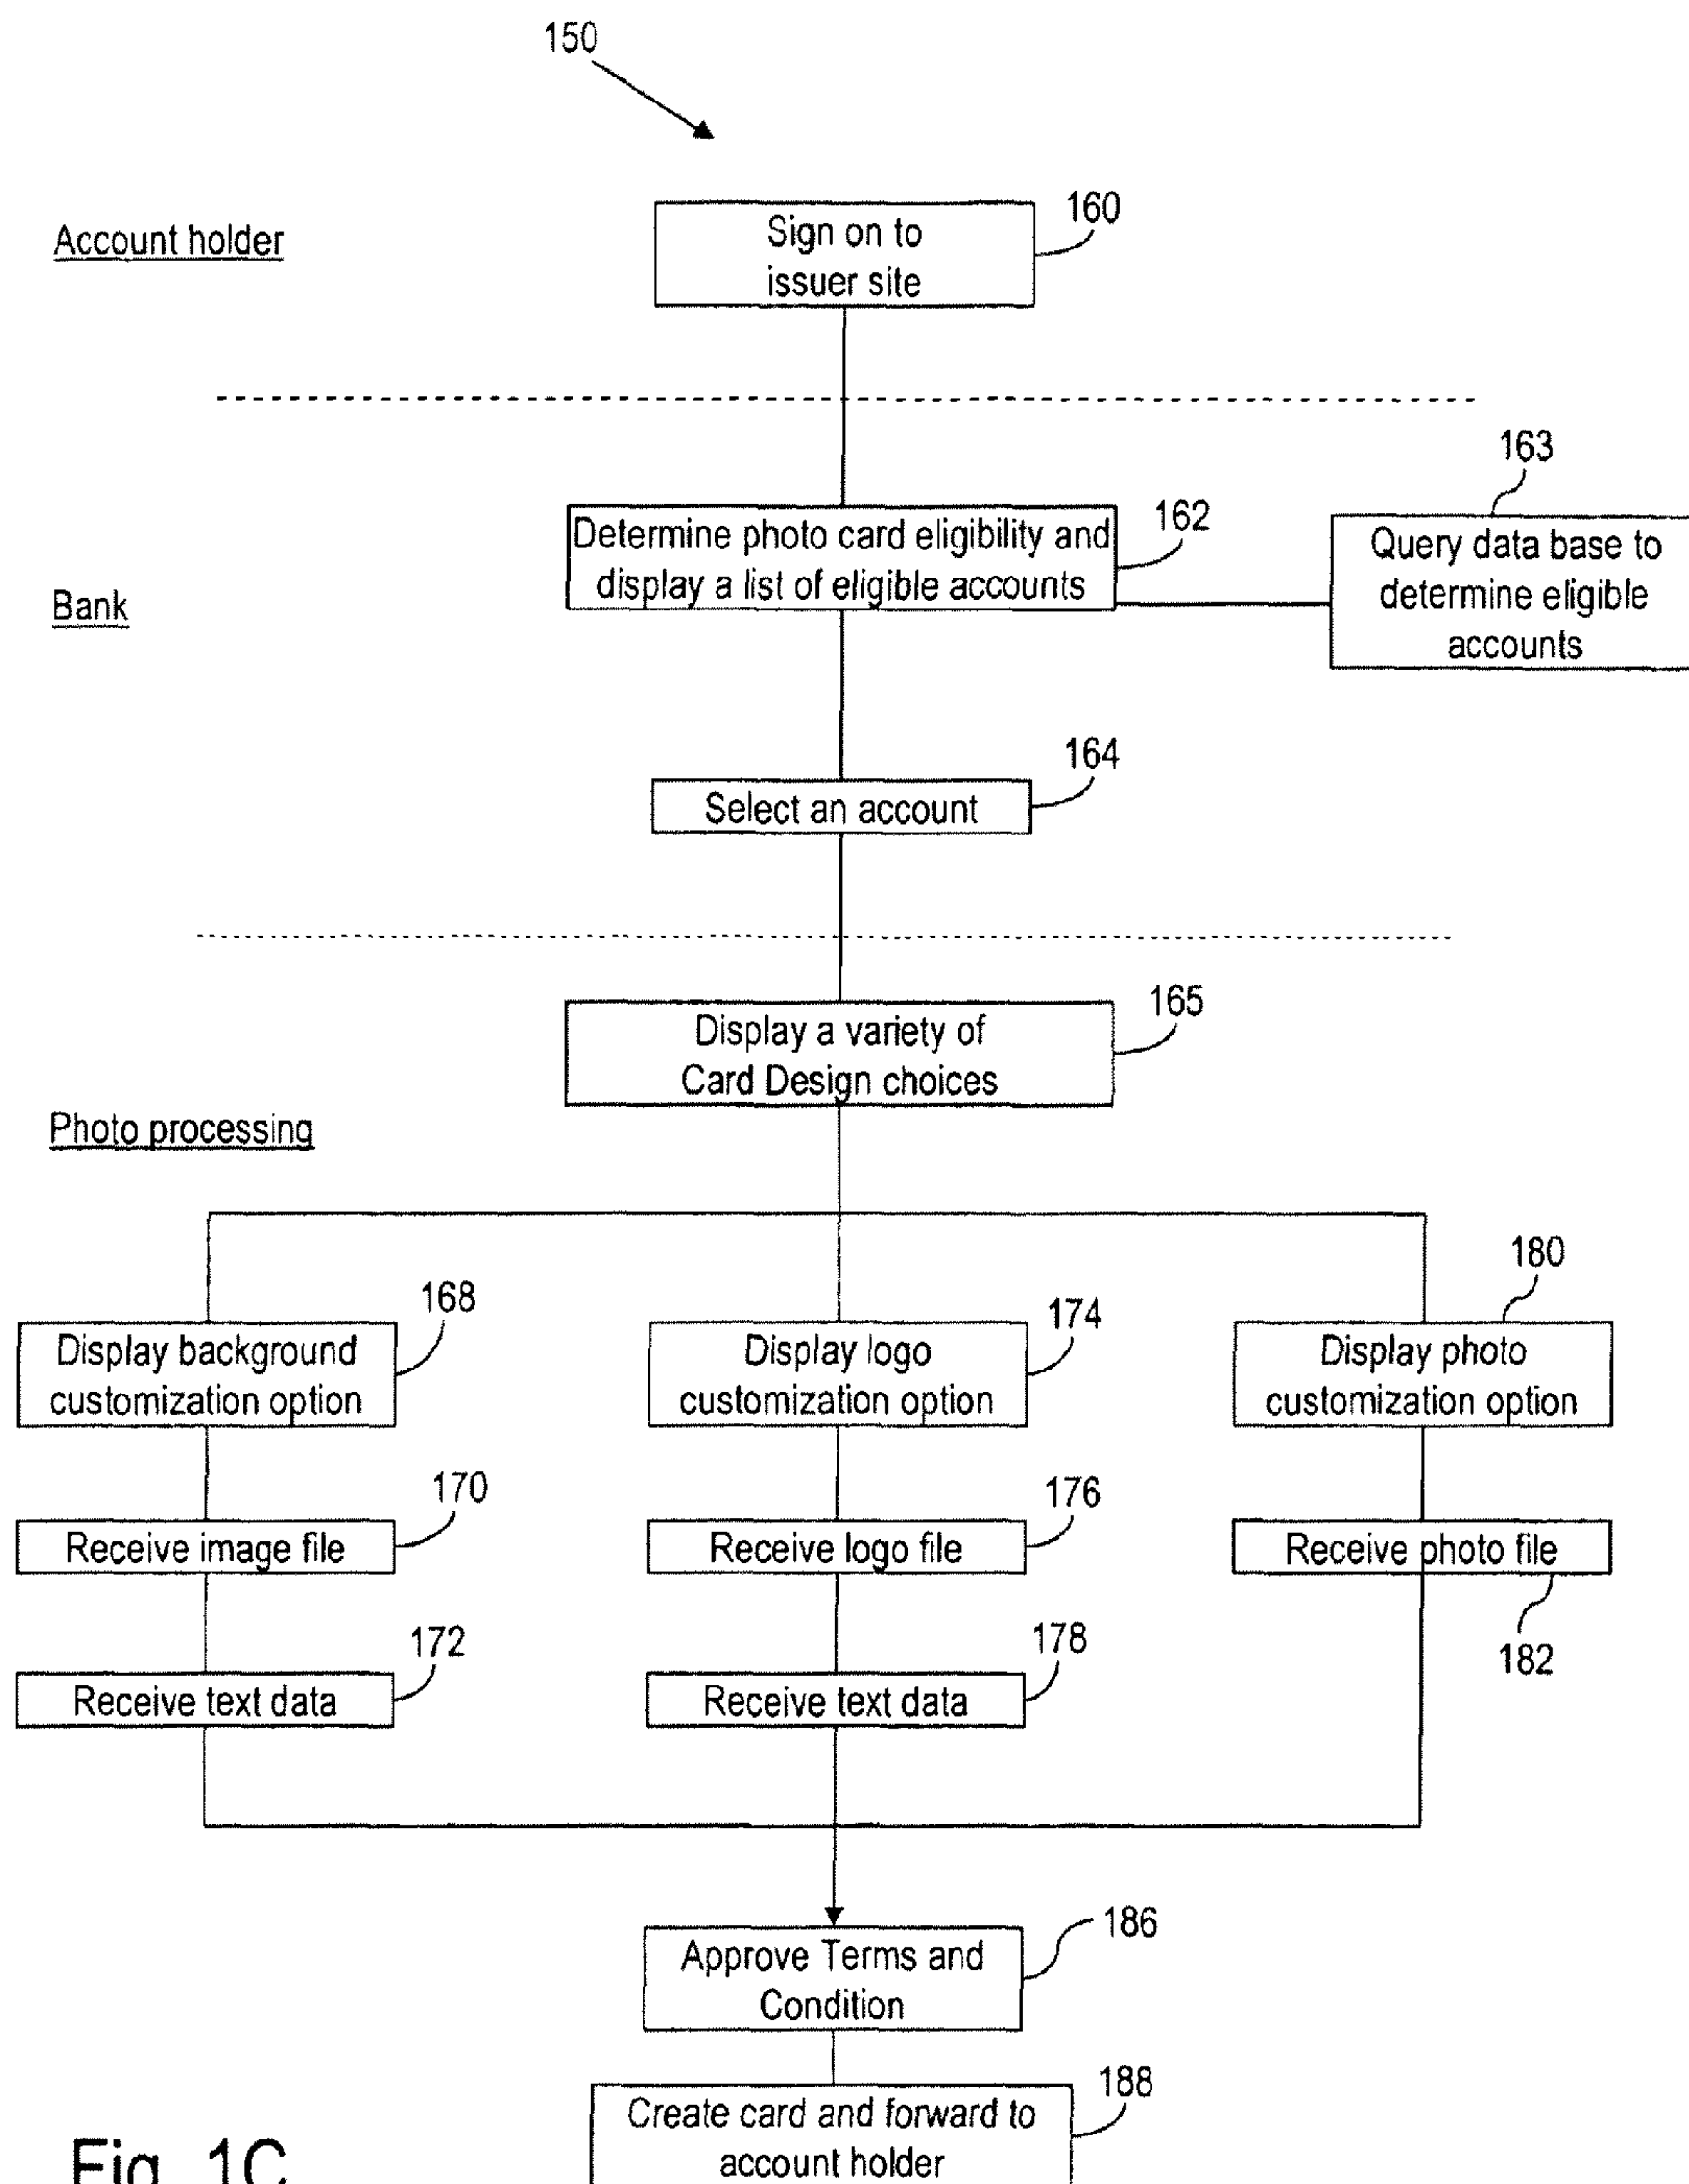 150
160
Account holder
Sign on to
issuer site
163
162
Determine photo card eligibility and
display a list of eligible accounts
Query data base to
determine eligible
accounts
Bank
164
Select an account
165
Display a variety of
Card Design choices
Photo processing
168
174
180
Display background
customization option
Display logo
customization option
Display photo
customization option
170
176
Receive image file
Receive logo file
Receive photo file
172
178
182
Receive text data
Receive text data
186
Approve Terms and
Condition
188
Create card and forward to
account holder
Fig. 1C